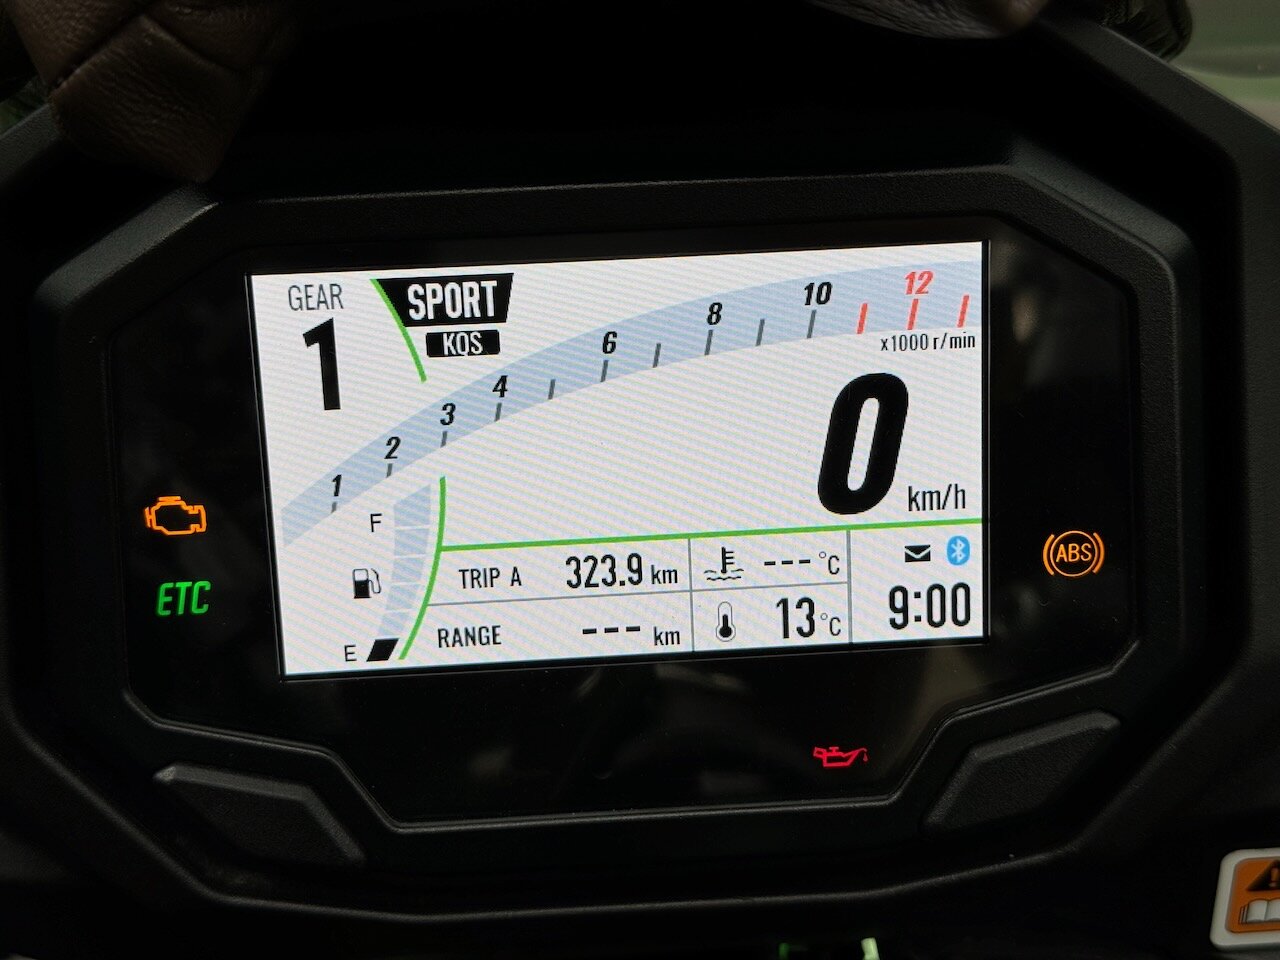 GEAR
1
SPORT
KQS
1 2 3 4 6 8 10 12
x1000 r/min
0
km/h
F
E
ETC
ABS
TRIP A 323.9 km
RANGE --- km
--- °C
13 °C
9:00